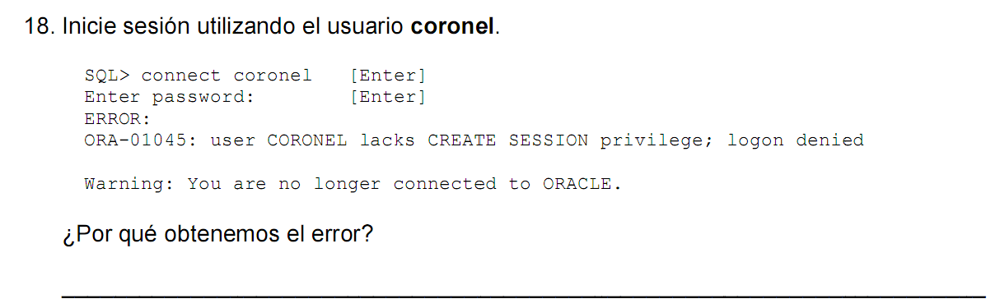 18. Inicie sesión utilizando el usuario coronel.
SQL> connect coronel [Enter]
Enter password: [Enter]
ERROR:
ORA-01045: user CORONEL lacks CREATE SESSION privilege; logon denied
Warning: You are no longer connected to ORACLE.
¿Por qué obtenemos el error?